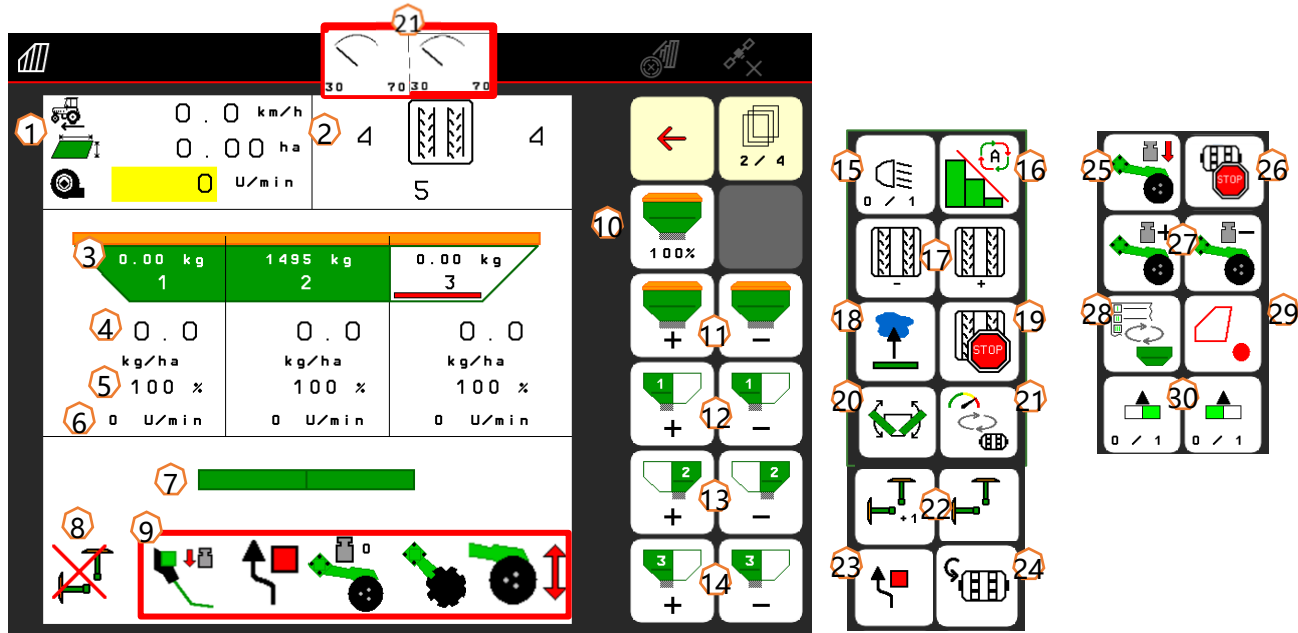 21
30 70 30 70
1
0.0 km/h
0.00 ha
0 U/min
2
4 4
5
2 / 4
3
0.00 kg 1495 kg 0.00 kg
1 2 3
4
0.0 0.0 0.0
kg/ha kg/ha kg/ha
5
100 % 100 % 100 %
6
0 U/min 0 U/min 0 U/min
7
8
9
0
10
100%
11
+ −
12
1 1
+ −
13
2 2
+ −
14
3 3
+ −
15
0 / 1
16
A
17
- +
18
19
STOP
20
21
22
+1
23
24
25
26
STOP
27
+ −
28
1
29
30
0 / 1 0 / 1